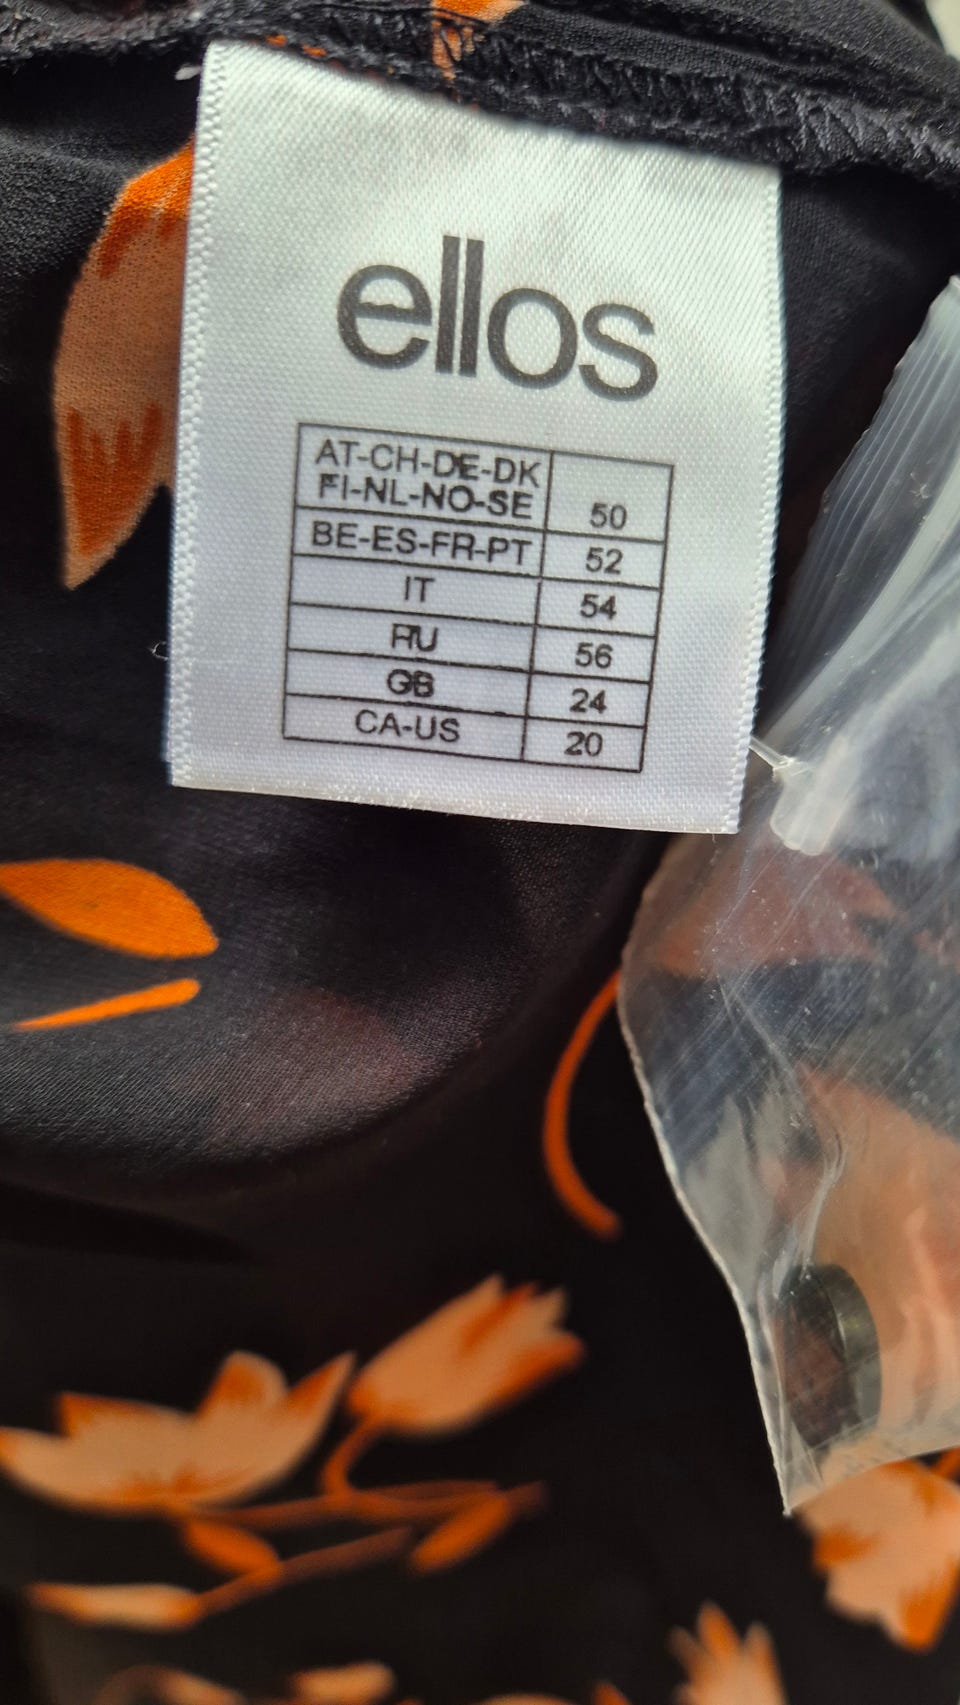 ellos
AT-CH-DE-DK
FI-NL-NO-SE 50
BE-ES-FR-PT 52
IT 54
RU 56
GB 24
CA-US 20